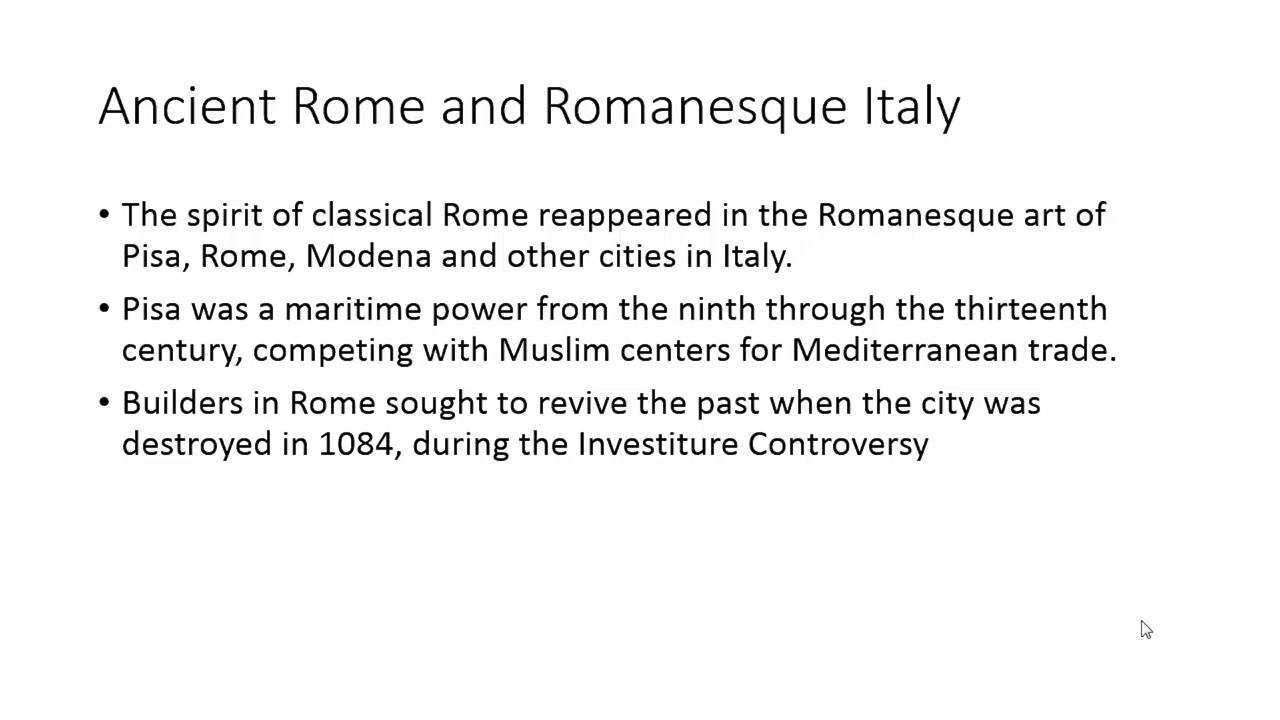 Ancient Rome and Romanesque Italy
• The spirit of classical Rome reappeared in the Romanesque art of
Pisa, Rome, Modena and other cities in Italy.
• Pisa was a maritime power from the ninth through the thirteenth
century, competing with Muslim centers for Mediterranean trade.
• Builders in Rome sought to revive the past when the city was
destroyed in 1084, during the Investiture Controversy